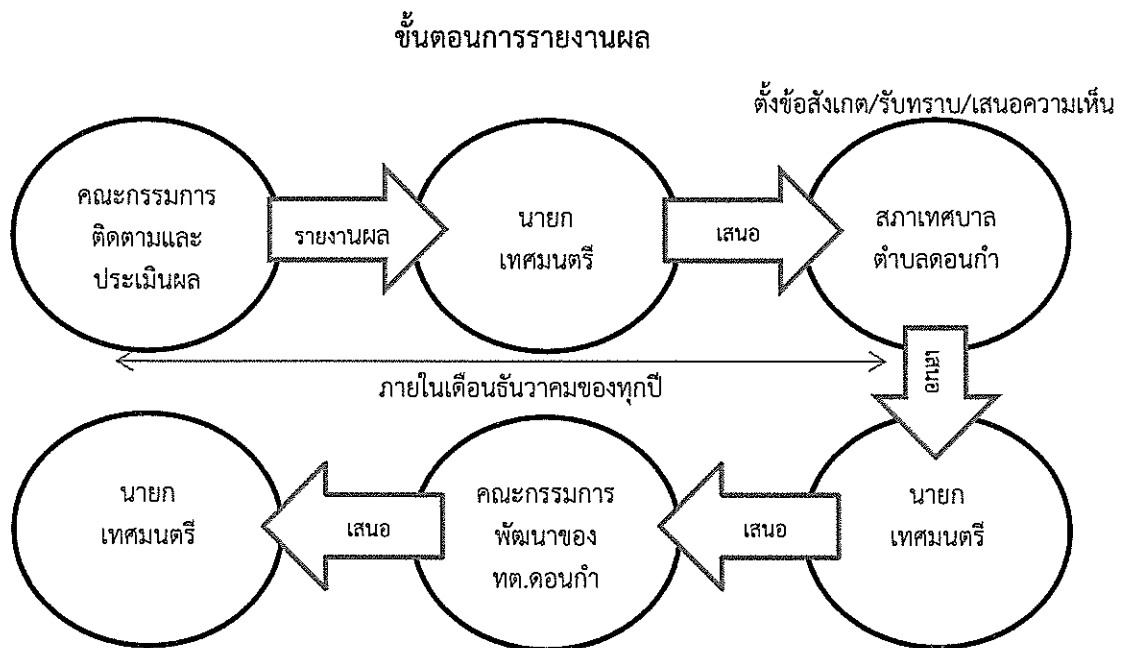 ขั้นตอนการรายงานผล
ตั้งข้อสังเกต/รับทราบ/เสนอความเห็น
คณะกรรมการ
ติดตามและ
ประเมินผล
รายงานผล
นายก
เทศมนตรี
เสนอ
สภาเทศบาล
ตำบลดอนกำ
เสนอ
ภายในเดือนธันวาคมของทุกปี
นายก
เทศมนตรี
เสนอ
คณะกรรมการ
พัฒนาของ
ทต.ดอนกำ
เสนอ
นายก
เทศมนตรี